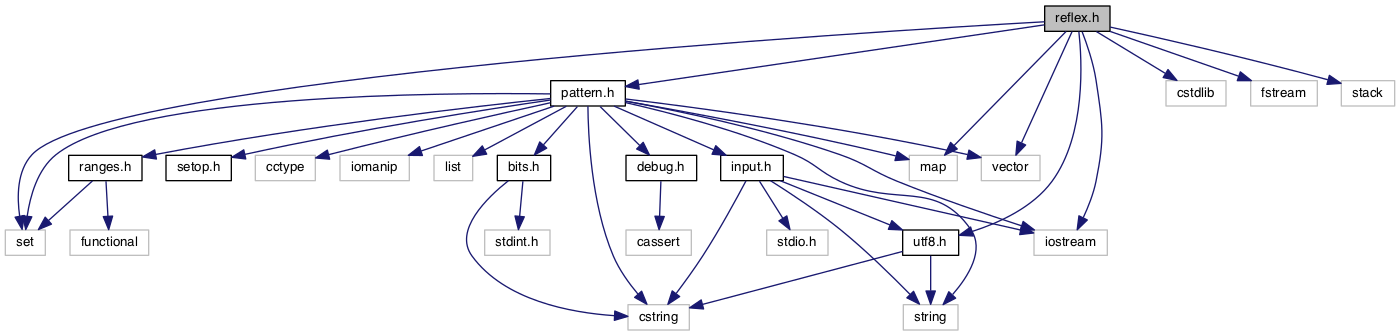 reflex.h
pattern.h
cstdlib
fstream
stack
ranges.h
setop.h
cctype
iomanip
list
bits.h
debug.h
input.h
map
vector
set
functional
stdint.h
cassert
stdio.h
utf8.h
iostream
cstring
string